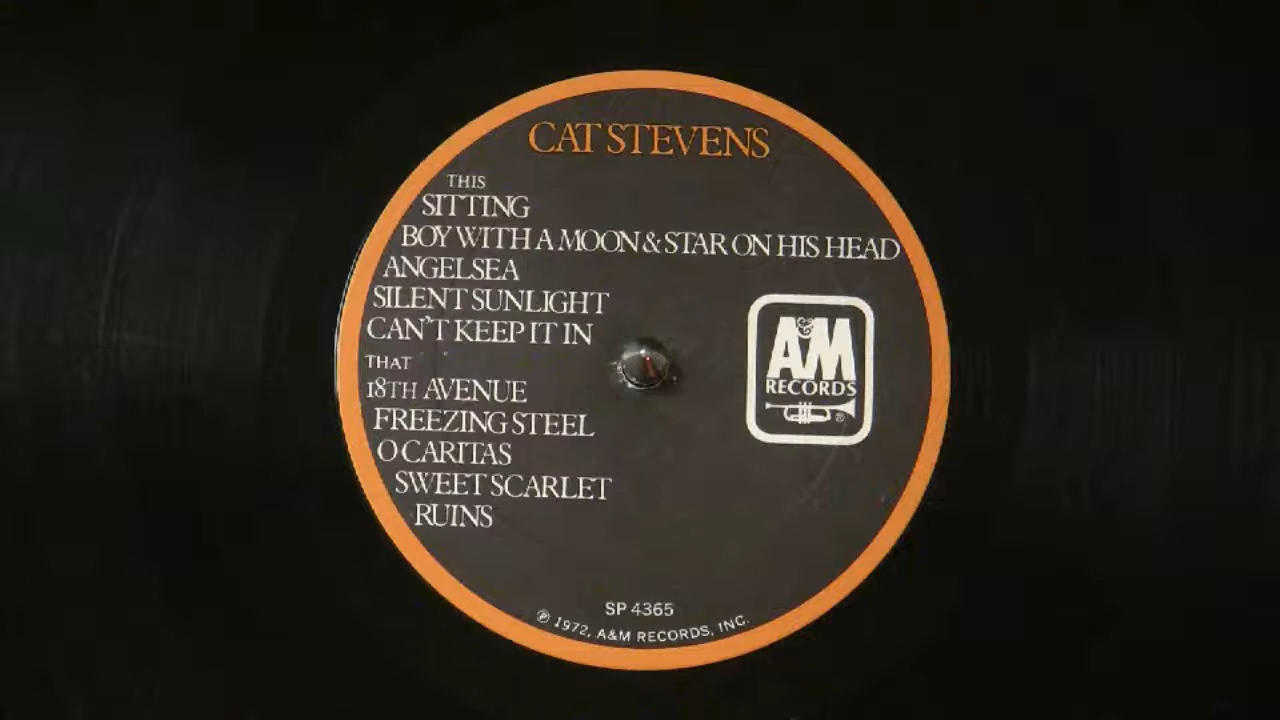 CAT STEVENS
THIS
SITTING
BOY WITH A MOON & STAR ON HIS HEAD
ANGELSEA
SILENT SUNLIGHT
CAN'T KEEP IT IN
THAT
18TH AVENUE
FREEZING STEEL
O CARITAS
SWEET SCARLET
RUINS
A&M
RECORDS
®
SP 4365
℗ 1972, A&M RECORDS, INC.